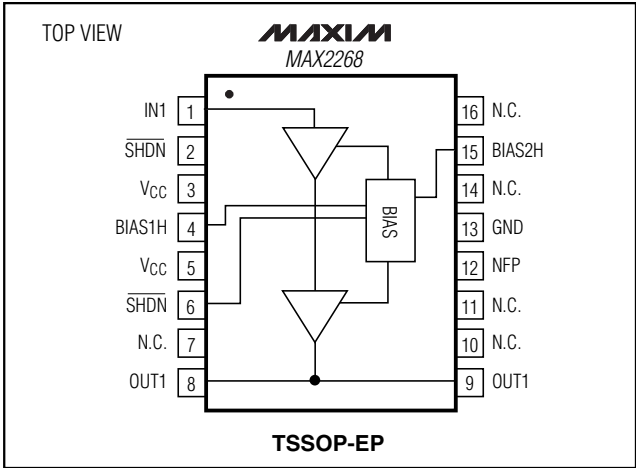 TOP VIEW
MAXIM
MAX2268
IN1 1
SHDN 2
VCC 3
BIAS1H 4
VCC 5
SHDN 6
N.C. 7
OUT1 8
BIAS
16 N.C.
15 BIAS2H
14 N.C.
13 GND
12 NFP
11 N.C.
10 N.C.
9 OUT1
TSSOP-EP